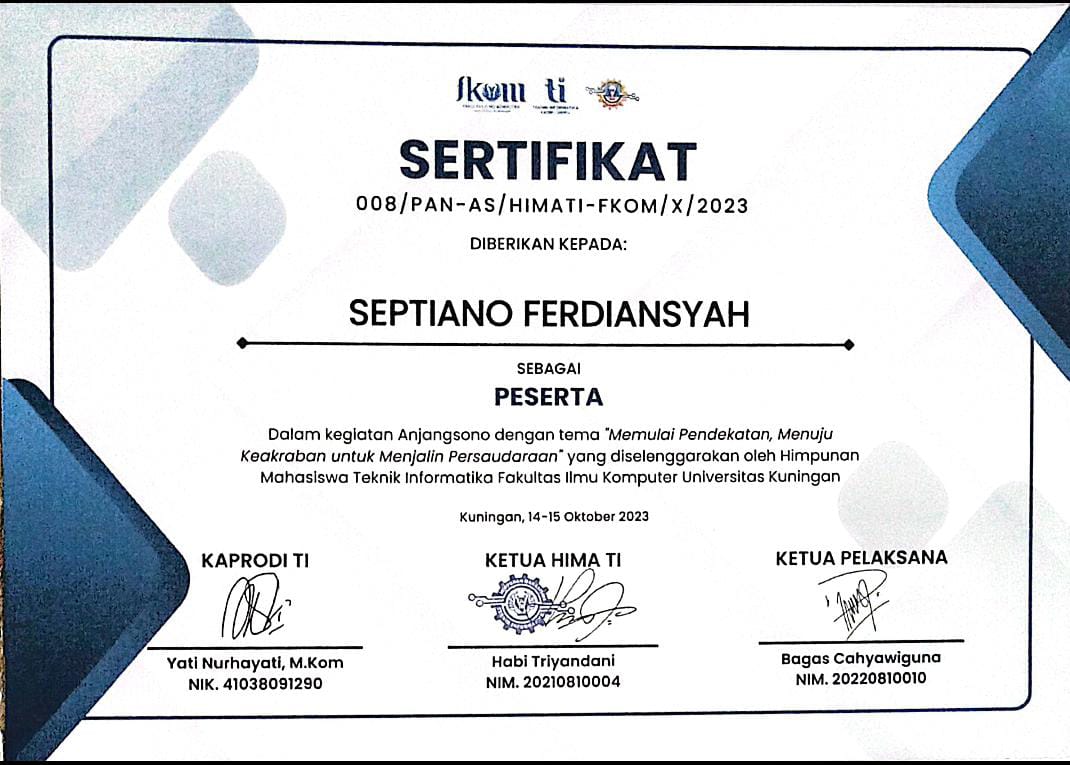 fkom ti
SERTIFIKAT
008/PAN-AS/HIMATI-FKOM/X/2023
DIBERIKAN KEPADA:
SEPTIANO FERDIANSYAH
SEBAGAI
PESERTA
Dalam kegiatan Anjangsono dengan tema "Memulai Pendekatan, Menuju
Keakraban untuk Menjalin Persaudaraan" yang diselenggarakan oleh Himpunan
Mahasiswa Teknik Informatika Fakultas Ilmu Komputer Universitas Kuningan
Kuningan, 14-15 Oktober 2023
KAPRODI TI
KETUA HIMA TI
KETUA PELAKSANA
Yati Nurhayati, M.Kom
NIK. 41038091290
Habi Triyandani
NIM. 20210810004
Bagas Cahyawiguna
NIM. 20220810010